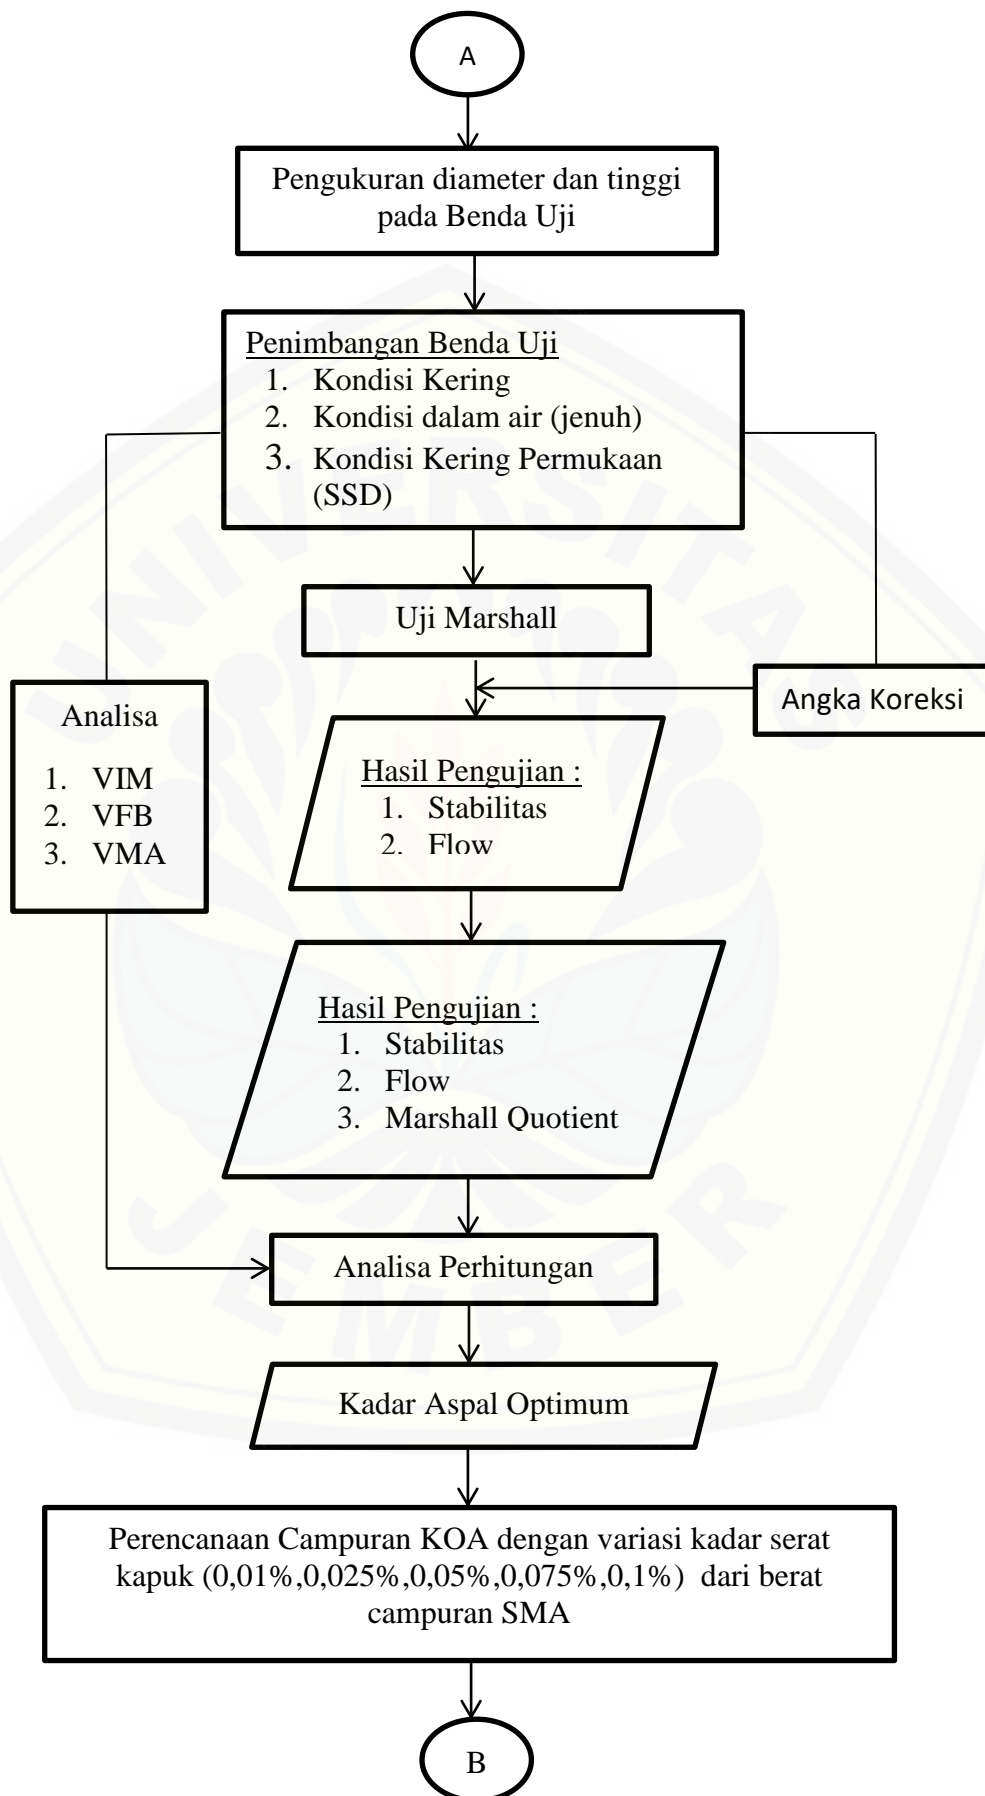 A
Pengukuran diameter dan tinggi
pada Benda Uji
Penimbangan Benda Uji
1. Kondisi Kering
2. Kondisi dalam air (jenuh)
3. Kondisi Kering Permukaan
(SSD)
Uji Marshall
Angka Koreksi
Analisa
1. VIM
2. VFB
3. VMA
Hasil Pengujian :
1. Stabilitas
2. Flow
Hasil Pengujian :
1. Stabilitas
2. Flow
3. Marshall Quotient
Analisa Perhitungan
Kadar Aspal Optimum
Perencanaan Campuran KOA dengan variasi kadar serat
kapuk (0,01%,0,025%,0,05%,0,075%,0,1%) dari berat
campuran SMA
B
UNIVERSITAS
JEMBER